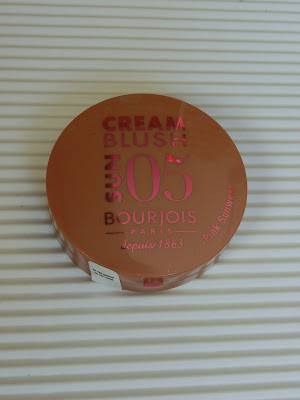 CREAM
BLUSH
SUN
05
BOURJOIS
PARIS
depuis 1863